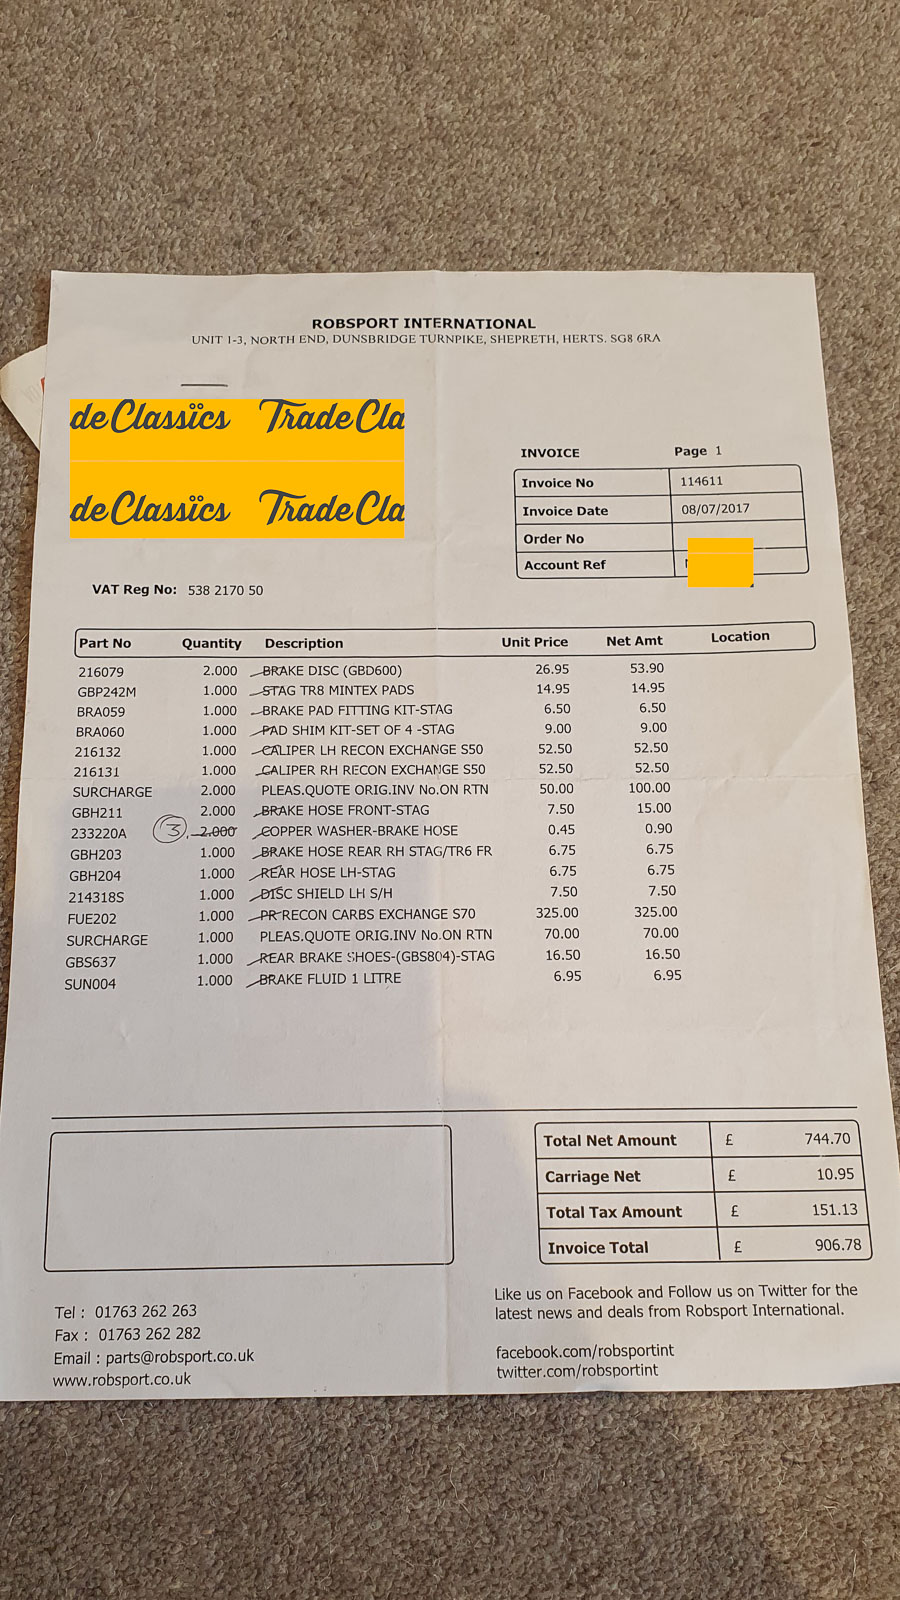 ROBSPORT INTERNATIONAL
UNIT 1-3, NORTH END, DUNSBRIDGE TURNPIKE, SHEPRETH, HERTS. SG8 6RA
deClassïcs TradeCla
deClassïcs TradeCla
INVOICE Page 1
Invoice No 114611
Invoice Date 08/07/2017
Order No
Account Ref
VAT Reg No: 538 2170 50
Part No Quantity Description Unit Price Net Amt Location
216079 2.000 BRAKE DISC (GBD600) 26.95 53.90
GBP242M 1.000 STAG TR8 MINTEX PADS 14.95 14.95
BRA059 1.000 BRAKE PAD FITTING KIT-STAG 6.50 6.50
BRA060 1.000 PAD SHIM KIT-SET OF 4 -STAG 9.00 9.00
216132 1.000 CALIPER LH RECON EXCHANGE S50 52.50 52.50
216131 1.000 CALIPER RH RECON EXCHANGE S50 52.50 52.50
SURCHARGE 2.000 PLEAS.QUOTE ORIG.INV No.ON RTN 50.00 100.00
GBH211 2.000 BRAKE HOSE FRONT-STAG 7.50 15.00
233220A 3 2.000 COPPER WASHER-BRAKE HOSE 0.45 0.90
GBH203 1.000 BRAKE HOSE REAR RH STAG/TR6 FR 6.75 6.75
GBH204 1.000 REAR HOSE LH-STAG 6.75 6.75
214318S 1.000 DISC SHIELD LH S/H 7.50 7.50
FUE202 1.000 PR RECON CARBS EXCHANGE S70 325.00 325.00
SURCHARGE 1.000 PLEAS.QUOTE ORIG.INV No.ON RTN 70.00 70.00
GBS637 1.000 REAR BRAKE SHOES-(GBS804)-STAG 16.50 16.50
SUN004 1.000 BRAKE FLUID 1 LITRE 6.95 6.95
Total Net Amount £ 744.70
Carriage Net £ 10.95
Total Tax Amount £ 151.13
Invoice Total £ 906.78
Like us on Facebook and Follow us on Twitter for the
latest news and deals from Robsport International.
Tel : 01763 262 263
Fax : 01763 262 282
Email : parts@robsport.co.uk
www.robsport.co.uk
facebook.com/robsportint
twitter.com/robsportint